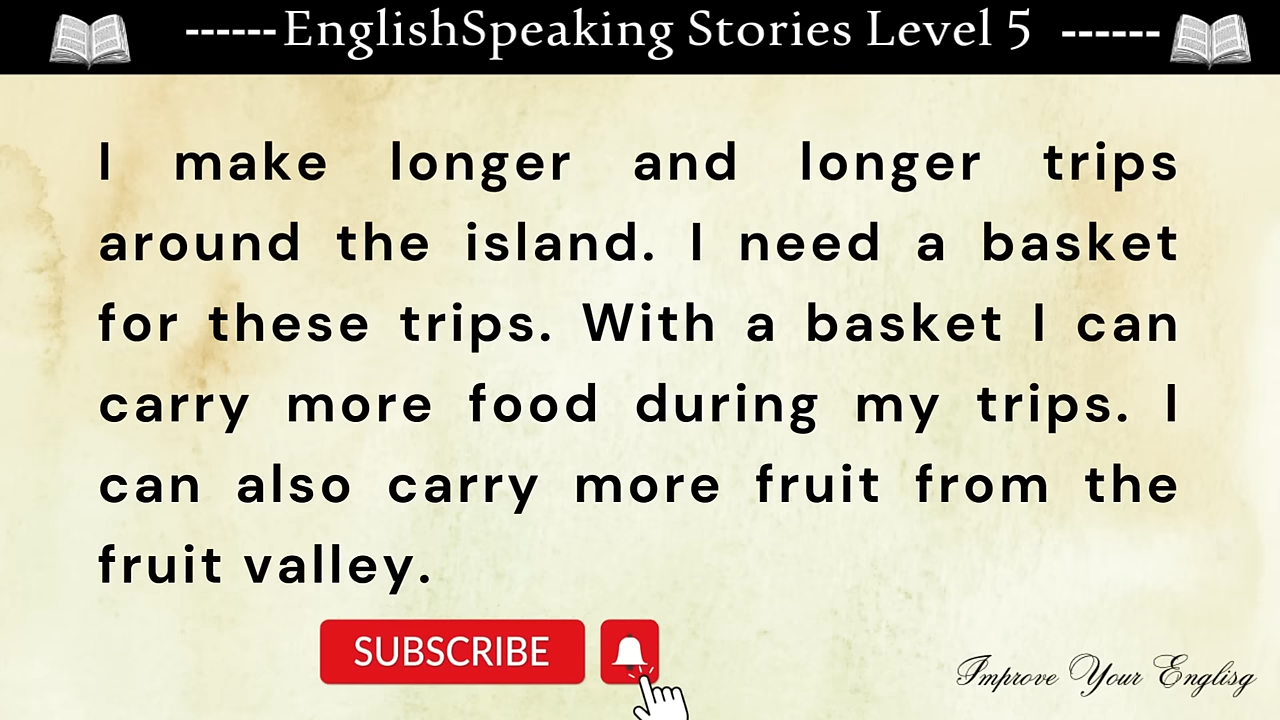 ------EnglishSpeaking Stories Level 5 ------
I make longer and longer trips
around the island. I need a basket
for these trips. With a basket I can
carry more food during my trips. I
can also carry more fruit from the
fruit valley.
SUBSCRIBE
Improve Your Englisg